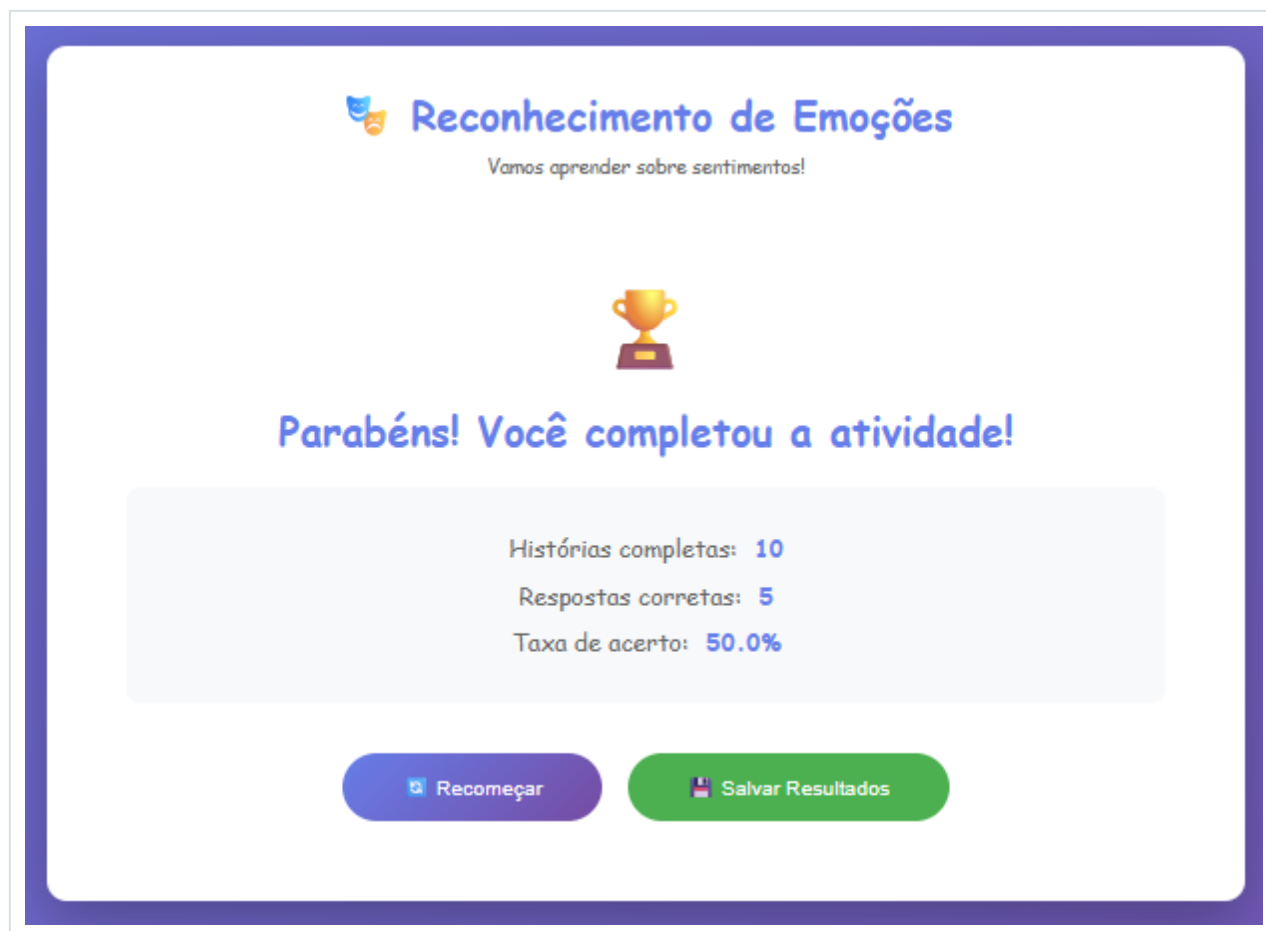 Reconhecimento de Emoções
Vamos aprender sobre sentimentos!
Parabéns! Você completou a atividade!
Histórias completas: 10
Respostas corretas: 5
Taxa de acerto: 50.0%
Recomeçar
Salvar Resultados